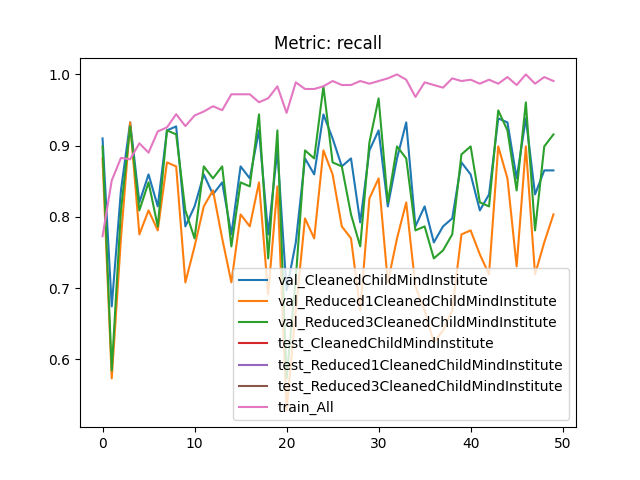 Metric: recall
1.0
0.9
0.8
0.7
0.6
val_CleanedChildMindInstitute
val_Reduced1CleanedChildMindInstitute
val_Reduced3CleanedChildMindInstitute
test_CleanedChildMindInstitute
test_Reduced1CleanedChildMindInstitute
test_Reduced3CleanedChildMindInstitute
train_All
0 10 20 30 40 50